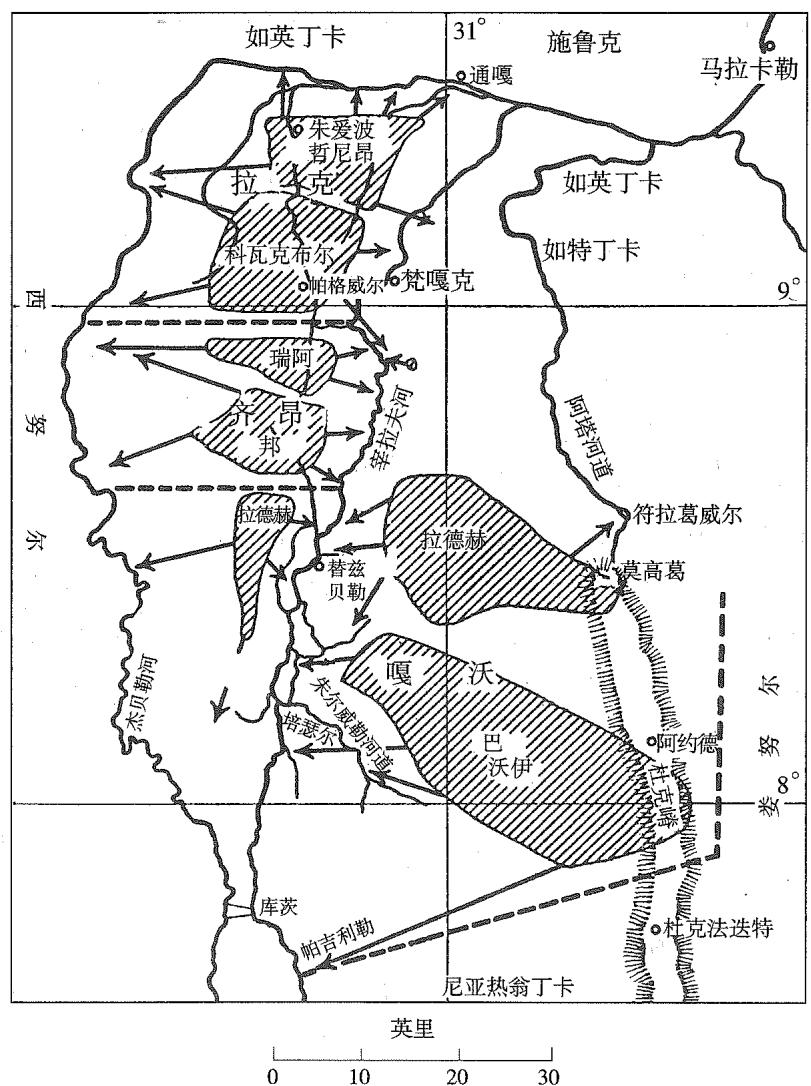 如英丁卡
31°
施鲁克
马拉卡勒
通嘎
朱爱波
哲尼昂
拉 克
如英丁卡
如特丁卡
科瓦克布尔
帕格威尔
梵嘎克
9°
西 努 尔
瑞阿
齐 昂
邦
宰拉夫河
阿塔河道
拉德赫
拉德赫
符拉葛威尔
莫高葛
替兹
贝勒
杰贝勒河
嘎 沃
朱尔威勒河道
培瑟尔
巴
沃伊
阿约德
杜克嵴
尔 努 娄
8°
库茨
帕吉利勒
杜克法迭特
尼亚热翁丁卡
英里
0 10 20 30